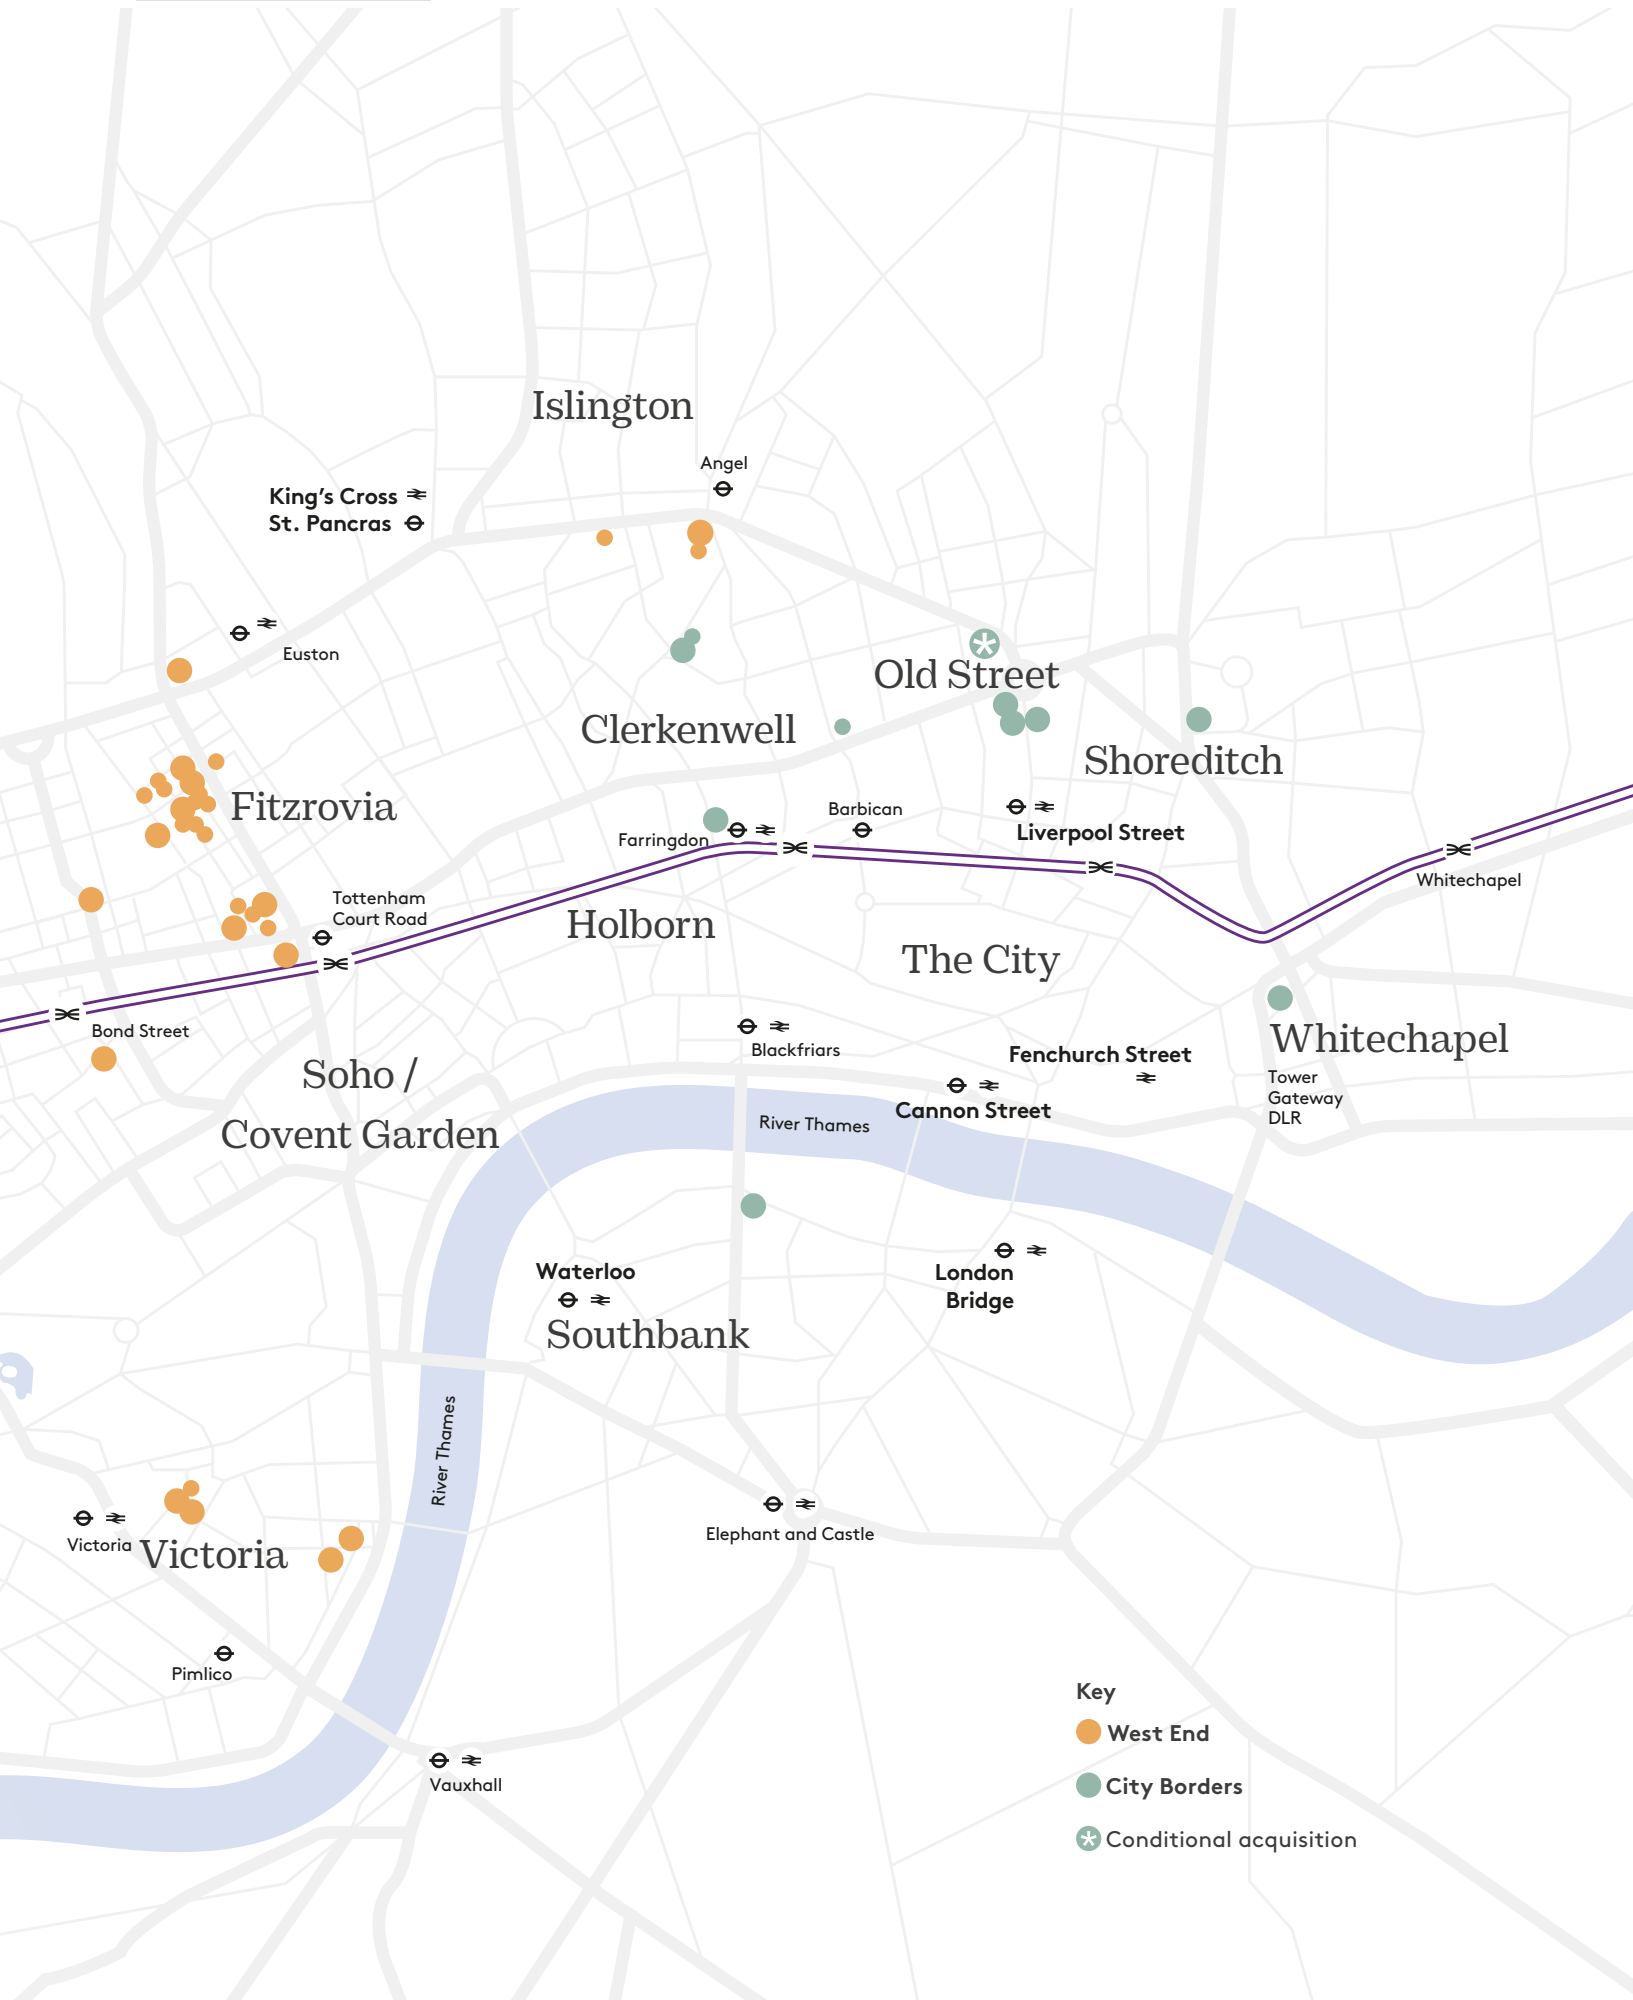 Islington
Angel
King’s Cross
St. Pancras
Euston
Old Street
Clerkenwell
Shoreditch
Fitzrovia
Barbican
Farringdon
Liverpool Street
Whitechapel
Tottenham
Court Road
Holborn
The City
Bond Street
Blackfriars
Whitechapel
Fenchurch Street
Soho /
Covent Garden
Tower
Gateway
DLR
Cannon Street
River Thames
Waterloo
London
Bridge
Southbank
River Thames
Elephant and Castle
Victoria
Victoria
Pimlico
Vauxhall
Key
West End
City Borders
* Conditional acquisition